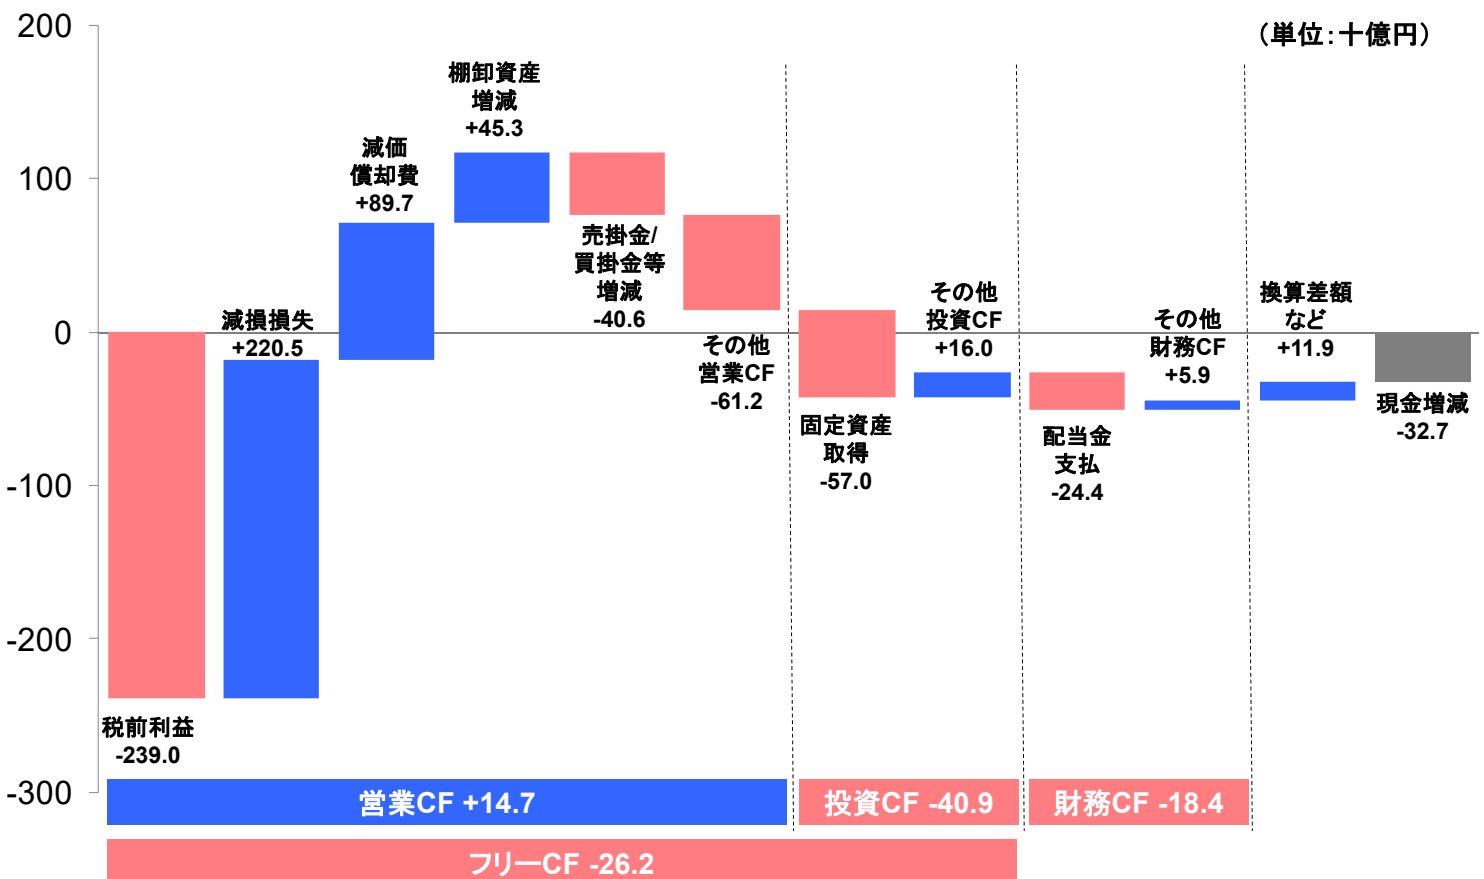 （単位：十億円）
200
100
0
-100
-200
-300
税前利益
-239.0
減損損失
+220.5
減価
償却費
+89.7
棚卸資産
増減
+45.3
売掛金/
買掛金等
増減
-40.6
その他
営業CF
-61.2
固定資産
取得
-57.0
その他
投資CF
+16.0
配当金
支払
-24.4
その他
財務CF
+5.9
換算差額
など
+11.9
現金増減
-32.7
営業CF +14.7
投資CF -40.9
財務CF -18.4
フリーCF -26.2